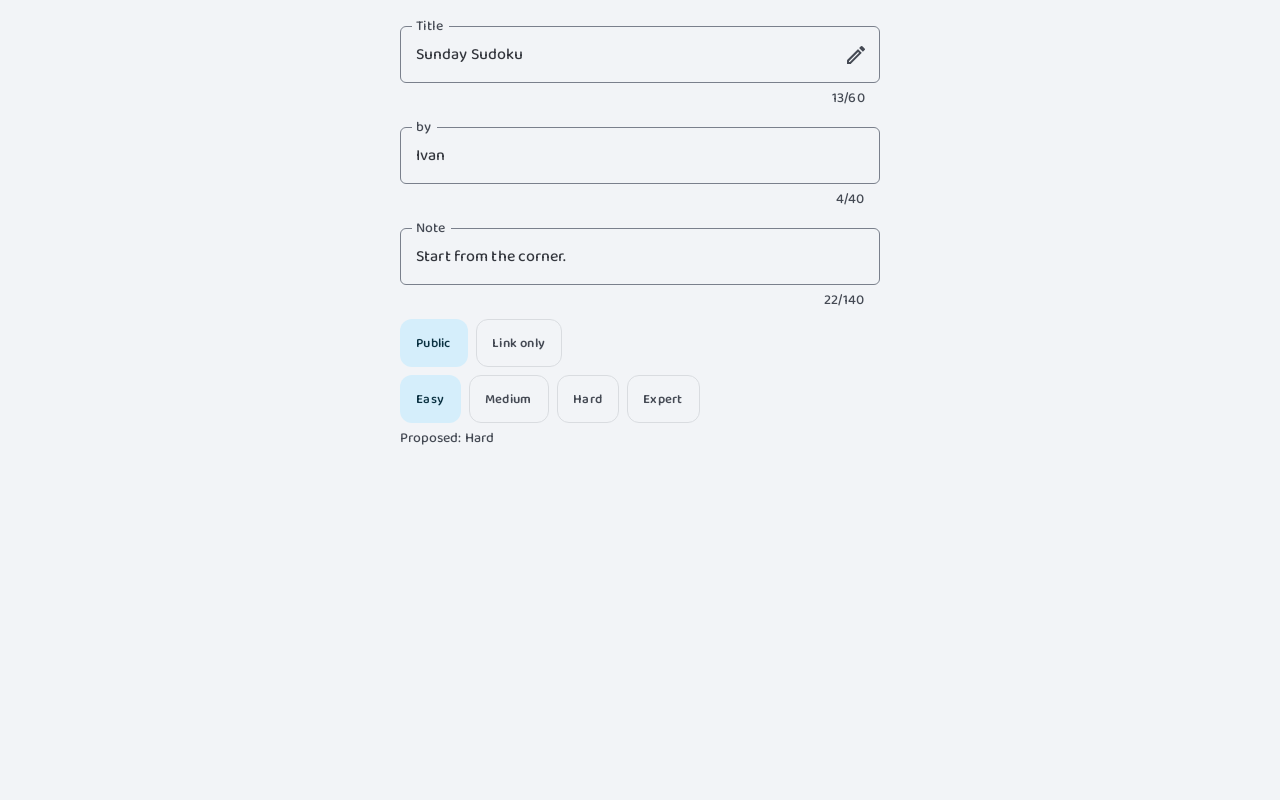 Title
Sunday Sudoku
13/60
by
Ivan
4/40
Note
Start from the corner.
22/140
Public Link only
Easy Medium Hard Expert
Proposed: Hard